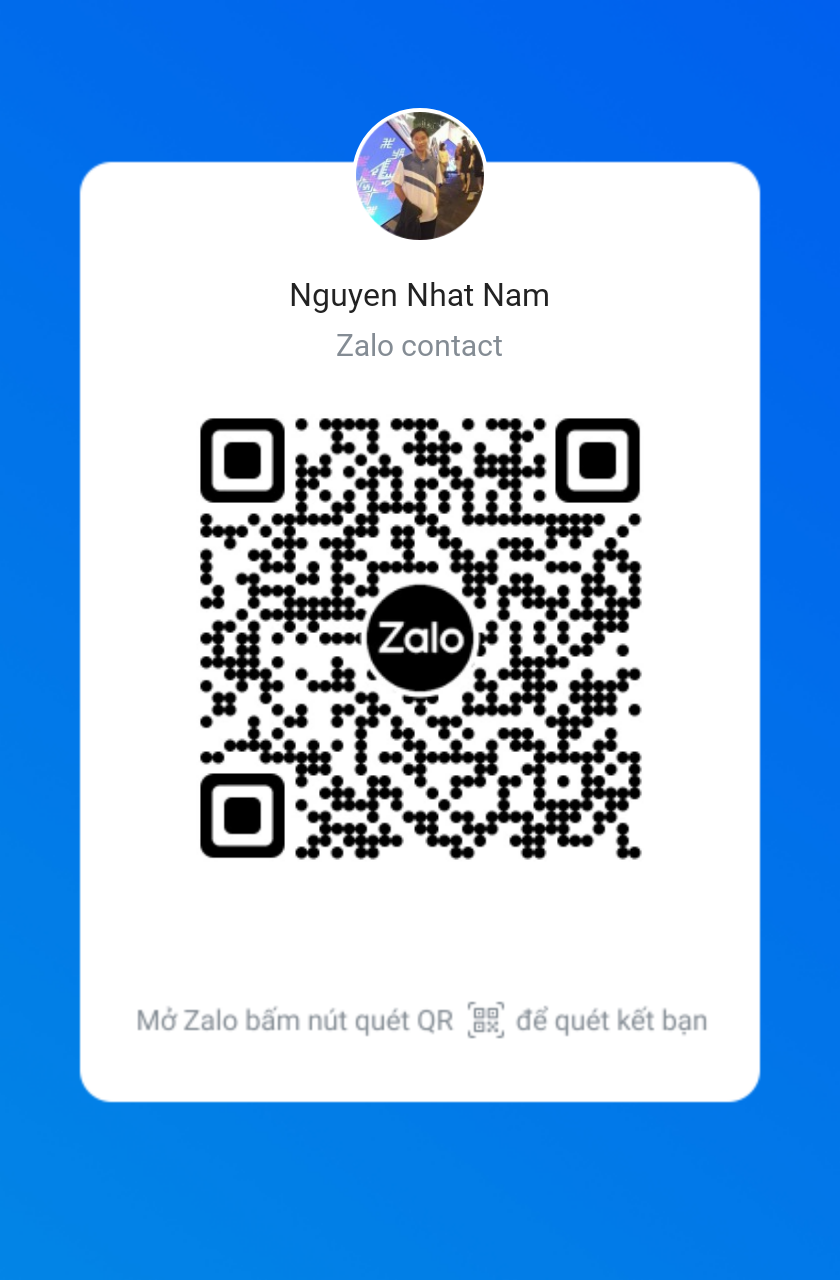 Nguyen Nhat Nam
Zalo contact
Zalo
Mở Zalo bấm nút quét QR để quét kết bạn